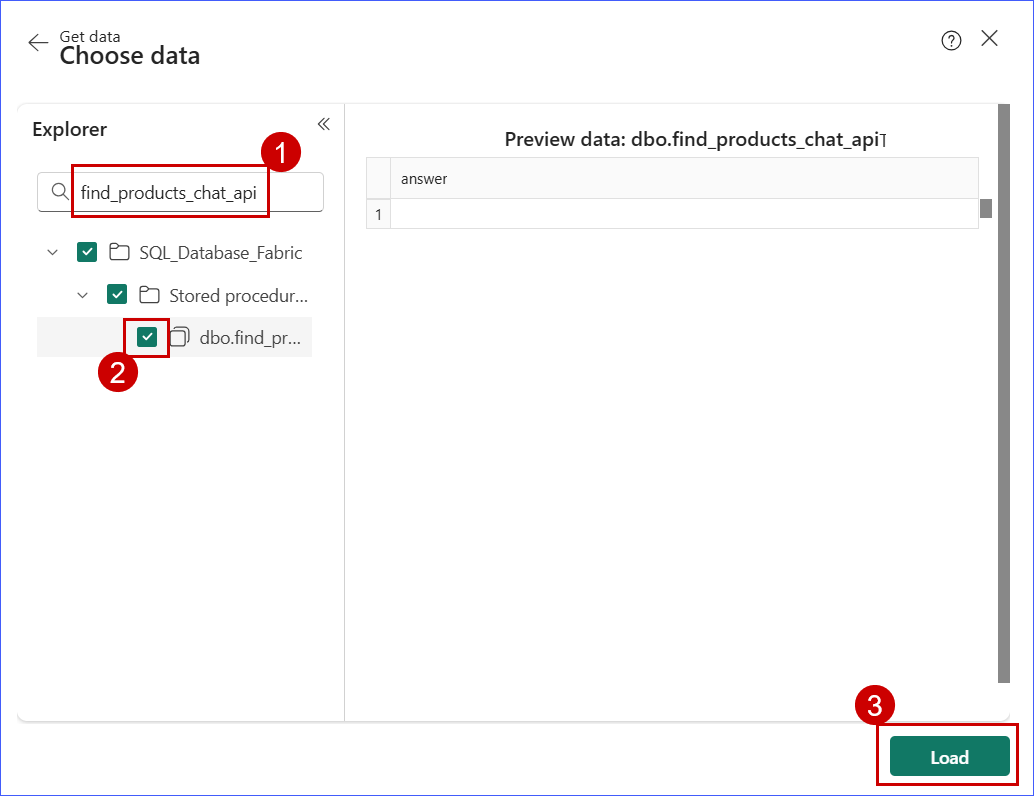 Get data
Choose data
Explorer
1
find_products_chat_api
SQL_Database_Fabric
Stored procedur...
dbo.find_pr...
2
Preview data: dbo.find_products_chat_api
answer
1
3
Load